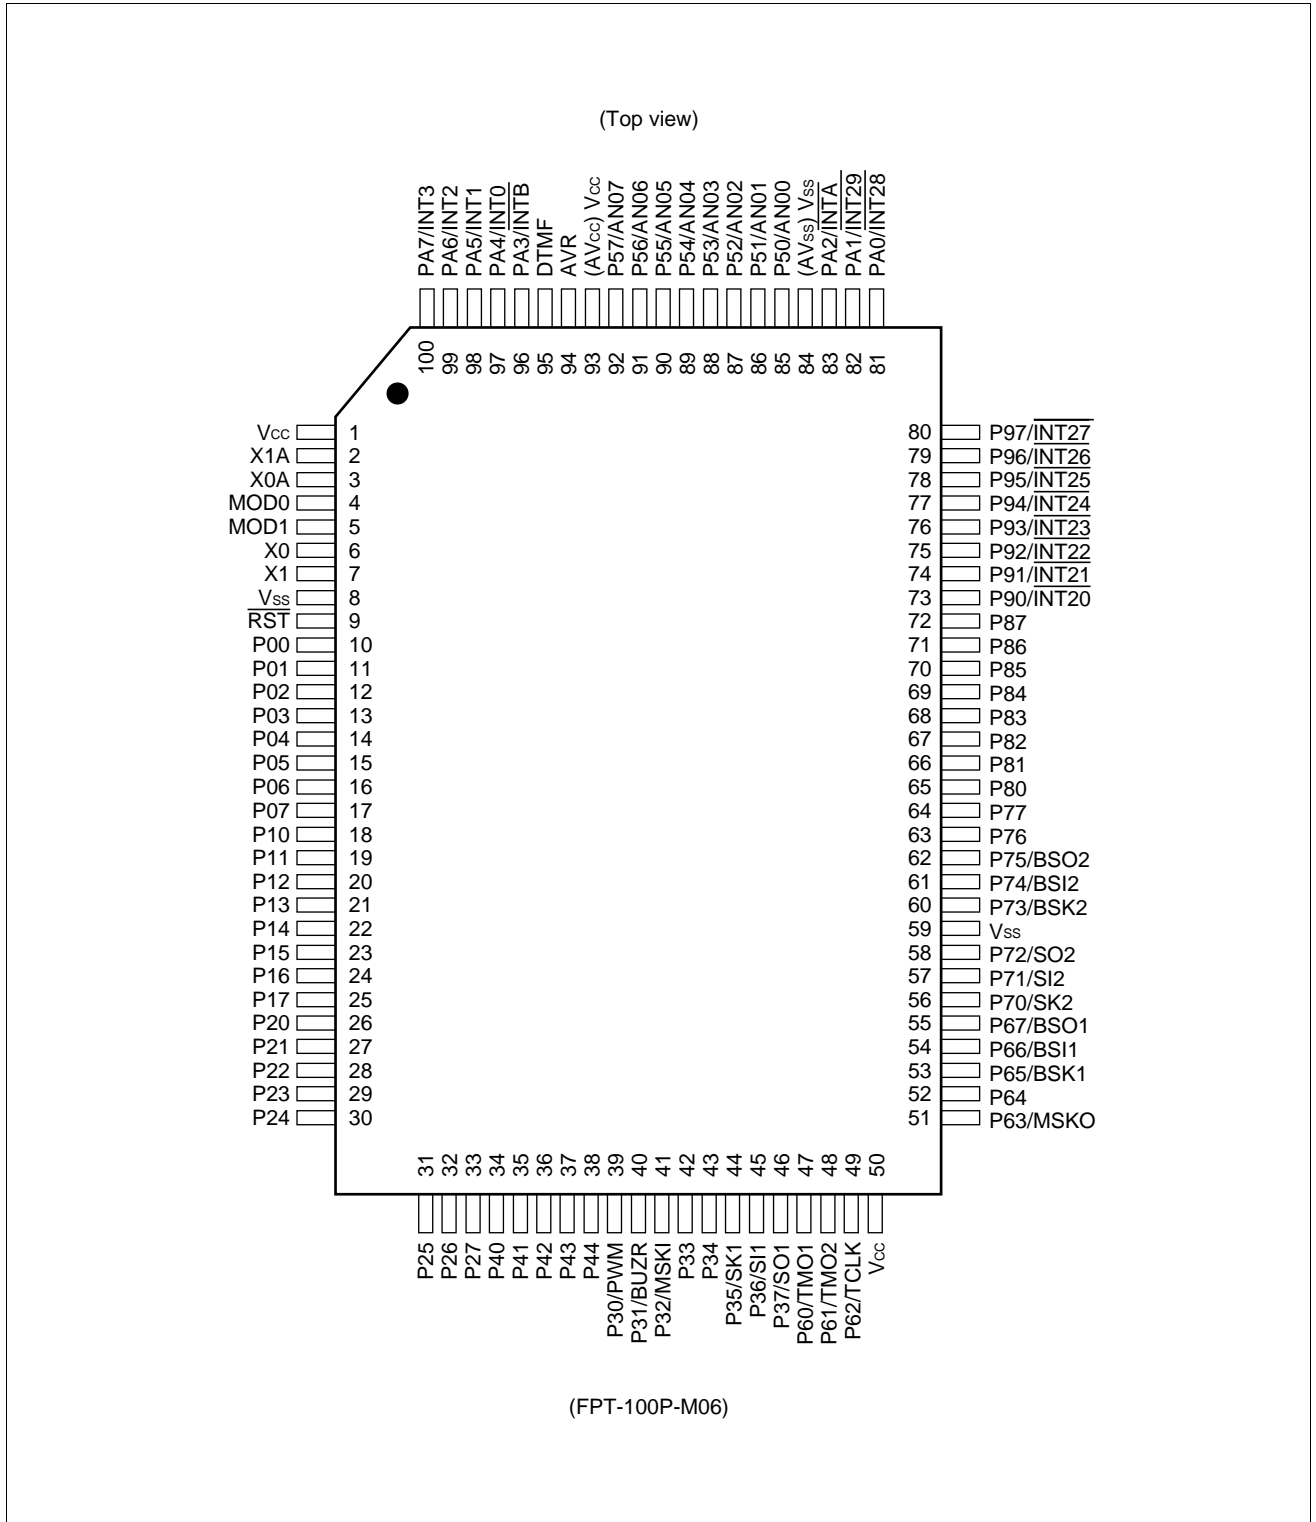 (Top view)
PA7/INT3
PA6/INT2
PA5/INT1
PA4/INT0
PA3/INTB
DTMF
AVR
(AVcc) Vcc
P57/AN07
P56/AN06
P55/AN05
P54/AN04
P53/AN03
P52/AN02
P51/AN01
P50/AN00
(AVss) Vss
PA2/INTA
PA1/INT29
PA0/INT28
100
99
98
97
96
95
94
93
92
91
90
89
88
87
86
85
84
83
82
81
Vcc 1
X1A 2
X0A 3
MOD0 4
MOD1 5
X0 6
X1 7
Vss 8
RST 9
P00 10
P01 11
P02 12
P03 13
P04 14
P05 15
P06 16
P07 17
P10 18
P11 19
P12 20
P13 21
P14 22
P15 23
P16 24
P17 25
P20 26
P21 27
P22 28
P23 29
P24 30
80 P97/INT27
79 P96/INT26
78 P95/INT25
77 P94/INT24
76 P93/INT23
75 P92/INT22
74 P91/INT21
73 P90/INT20
72 P87
71 P86
70 P85
69 P84
68 P83
67 P82
66 P81
65 P80
64 P77
63 P76
62 P75/BSO2
61 P74/BSI2
60 P73/BSK2
59 Vss
58 P72/SO2
57 P71/SI2
56 P70/SK2
55 P67/BSO1
54 P66/BSI1
53 P65/BSK1
52 P64
51 P63/MSKO
31
32
33
34
35
36
37
38
39
40
41
42
43
44
45
46
47
48
49
50
P25
P26
P27
P40
P41
P42
P43
P44
P30/PWM
P31/BUZR
P32/MSKI
P33
P34
P35/SK1
P36/SI1
P37/SO1
P60/TMO1
P61/TMO2
P62/TCLK
Vcc
(FPT-100P-M06)